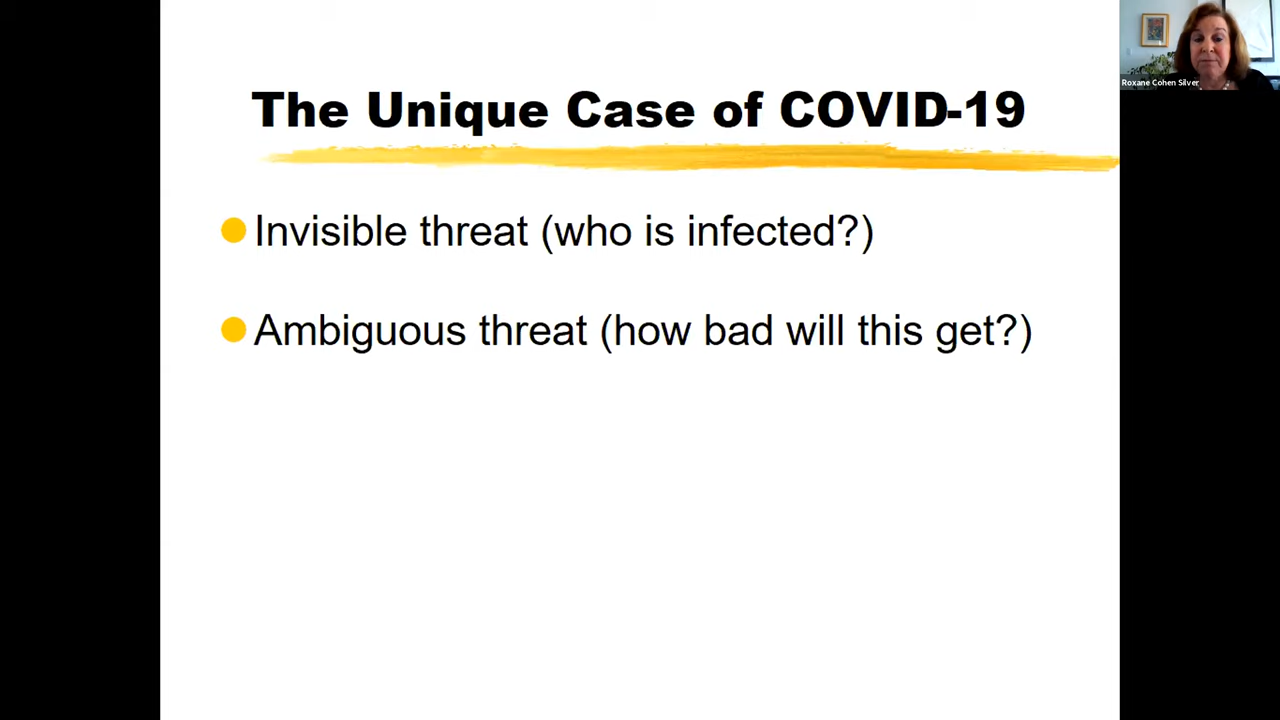 The Unique Case of COVID-19
Invisible threat (who is infected?)
Ambiguous threat (how bad will this get?)
Roxane Cohen Silver